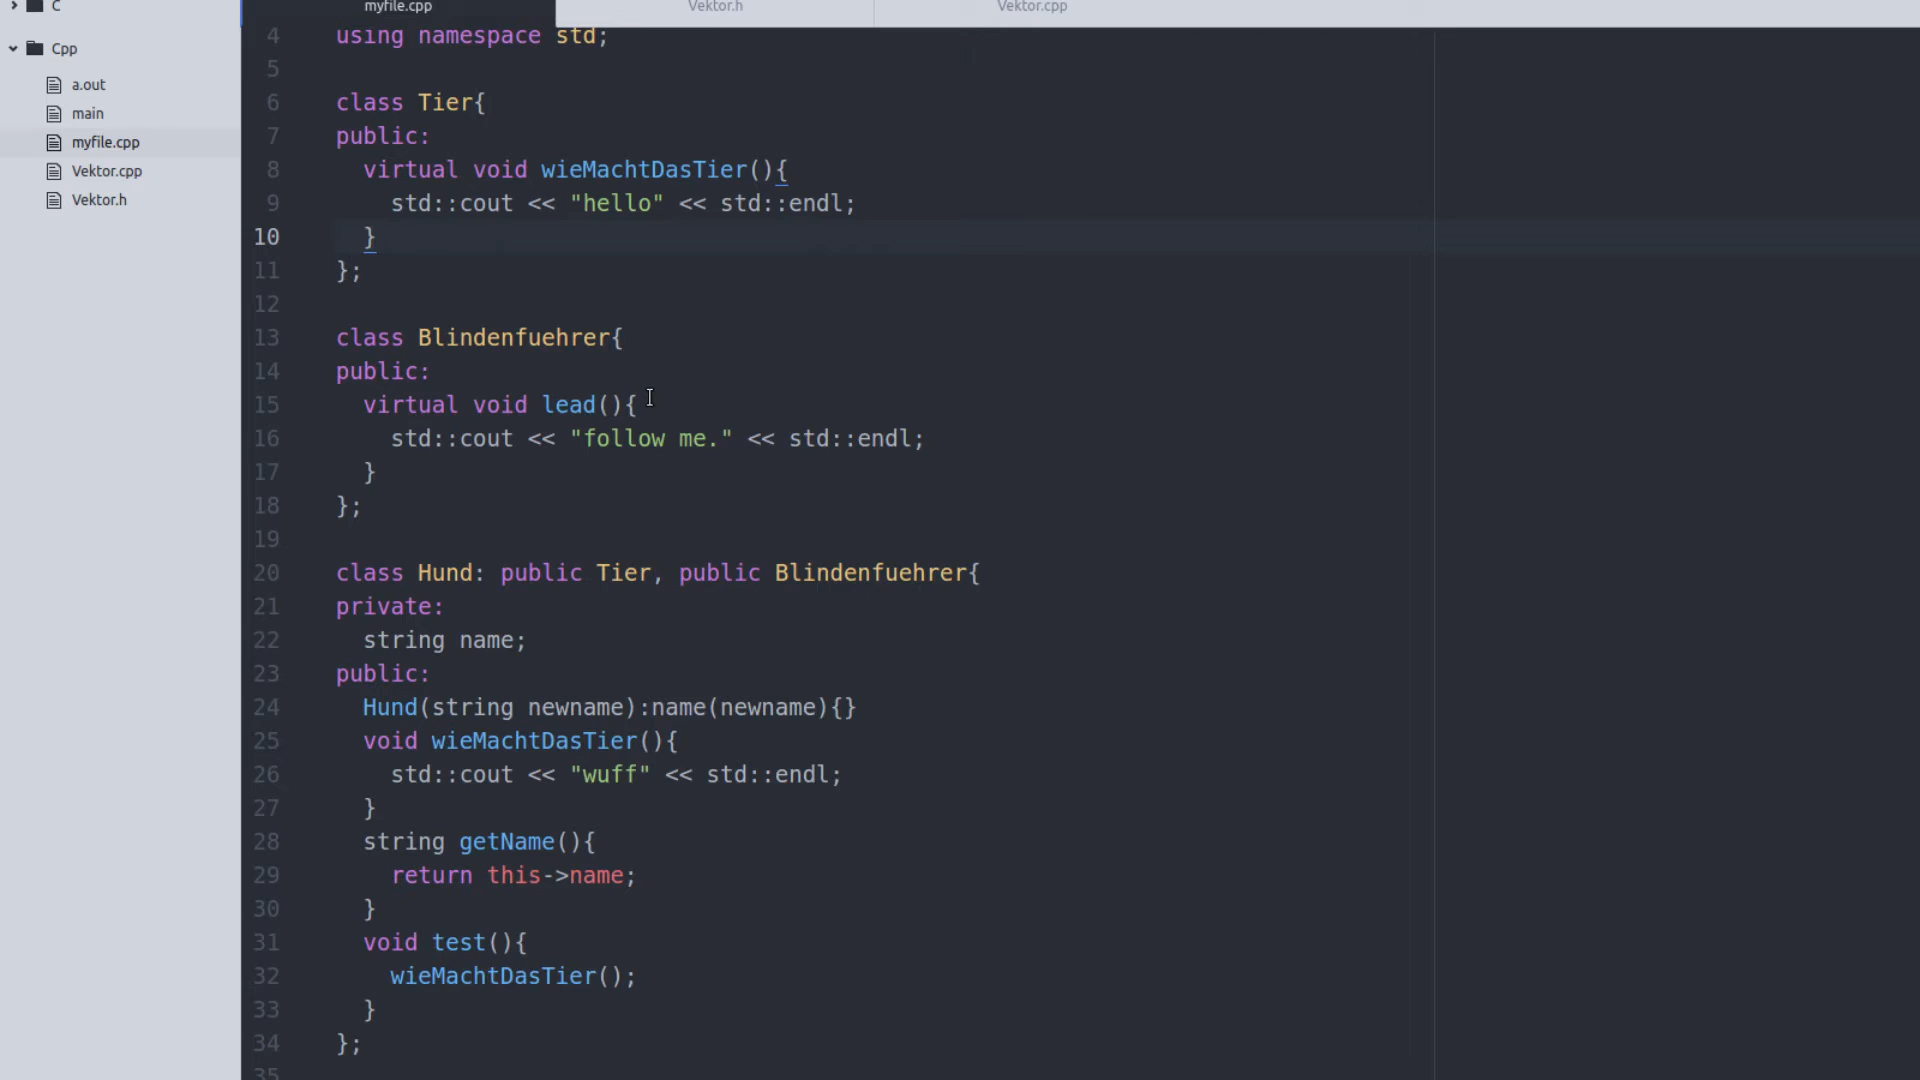 C
Cpp
a.out
main
myfile.cpp
Vektor.cpp
Vektor.h
myfile.cpp
Vektor.h
Vektor.cpp
4 using namespace std;
5
6 class Tier{
7 public:
8 virtual void wieMachtDasTier(){
9 std::cout << "hello" << std::endl;
10 }
11 };
12
13 class Blindenfuehrer{
14 public:
15 virtual void lead(){
16 std::cout << "follow me." << std::endl;
17 }
18 };
19
20 class Hund: public Tier, public Blindenfuehrer{
21 private:
22 string name;
23 public:
24 Hund(string newname):name(newname){}
25 void wieMachtDasTier(){
26 std::cout << "wuff" << std::endl;
27 }
28 string getName(){
29 return this->name;
30 }
31 void test(){
32 wieMachtDasTier();
33 }
34 };
35